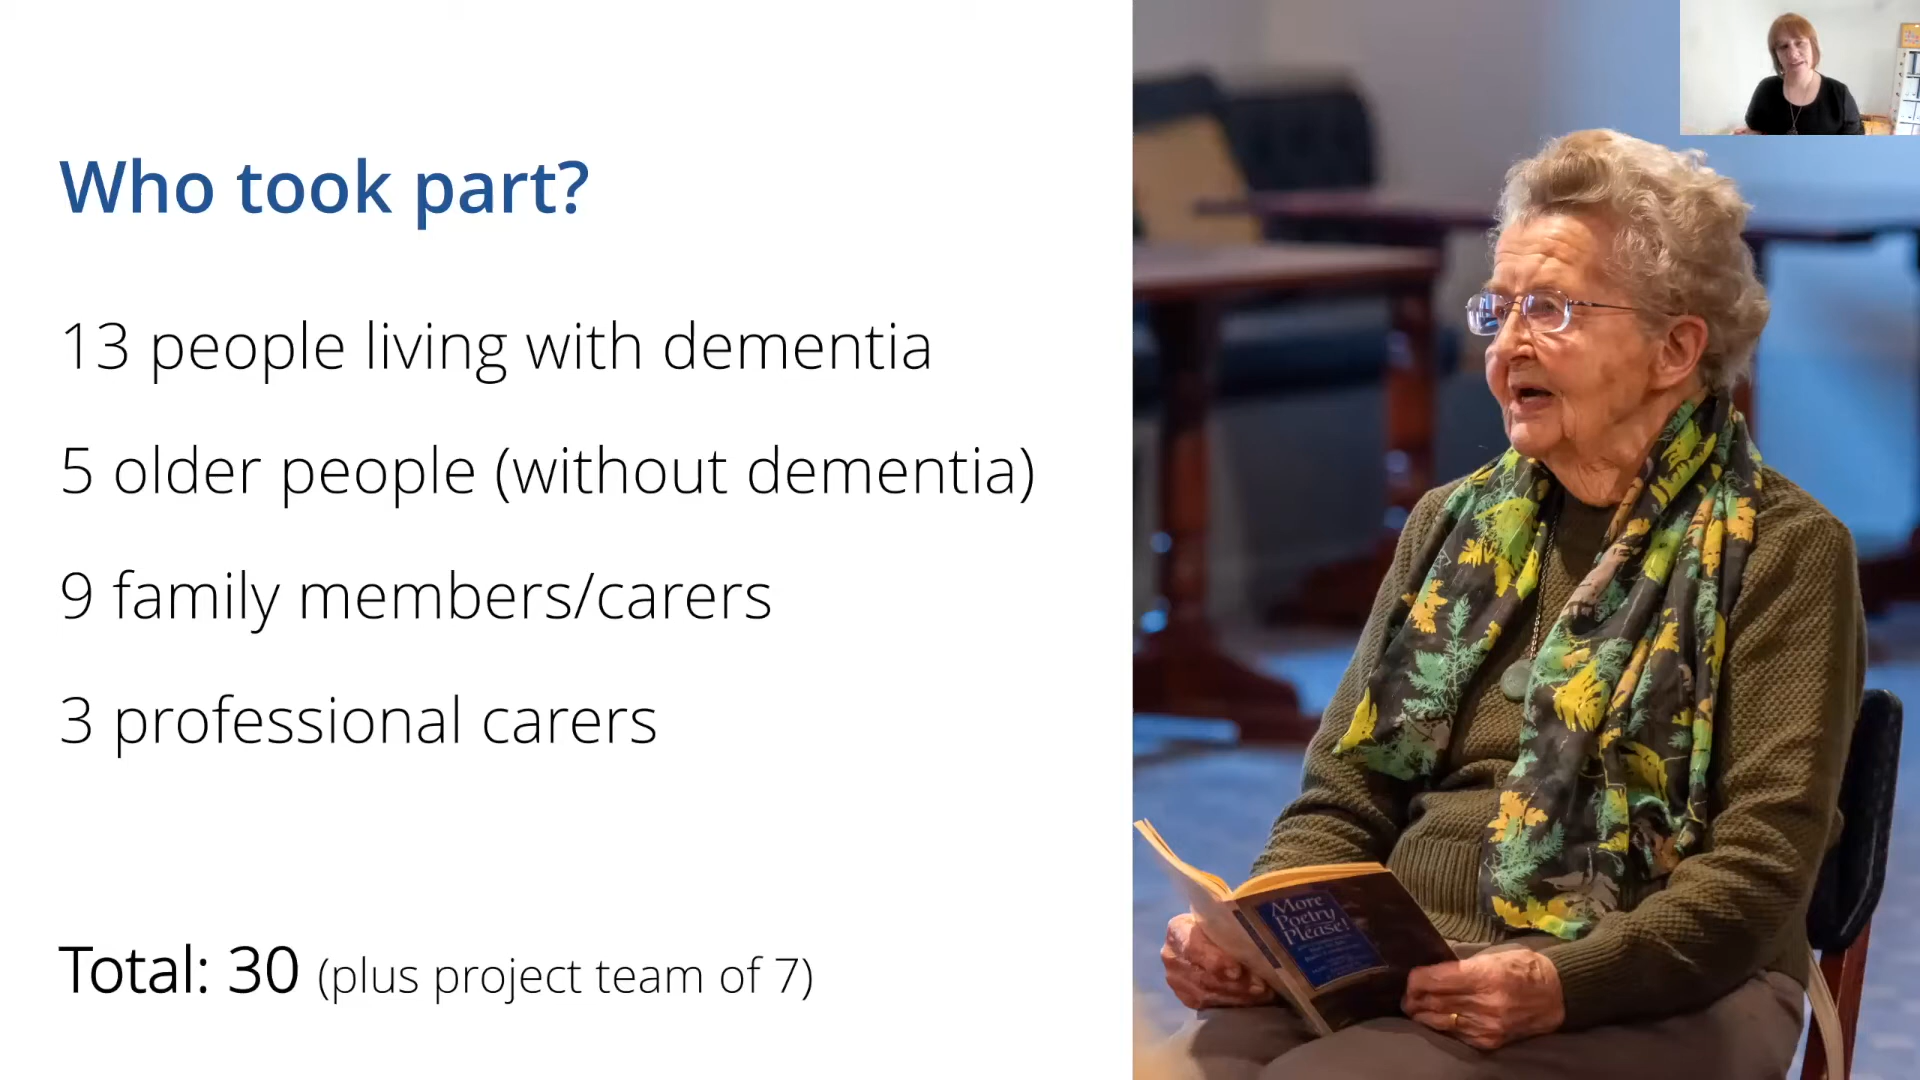 Who took part?
13 people living with dementia
5 older people (without dementia)
9 family members/carers
3 professional carers
Total: 30 (plus project team of 7)
More
Poetry
Please!